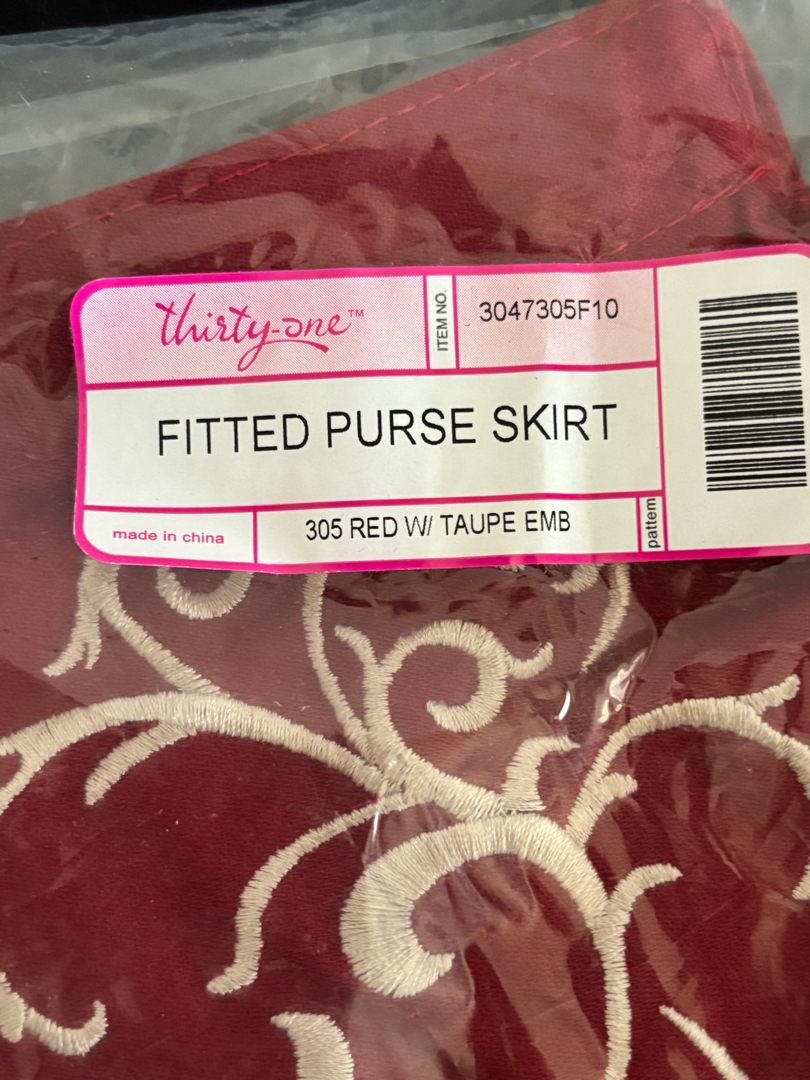 thirty-one™
ITEM NO.
3047305F10
FITTED PURSE SKIRT
made in china
305 RED W/ TAUPE EMB
pattern